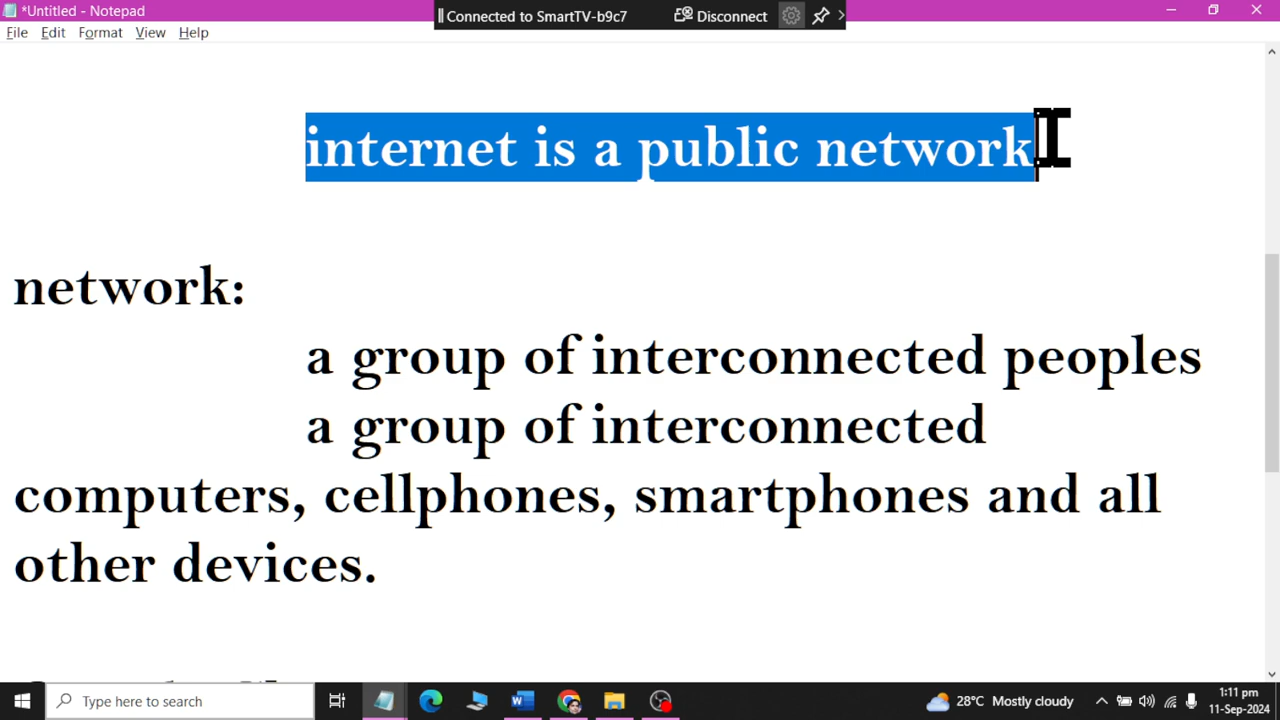 *Untitled - Notepad
Connected to SmartTV-b9c7 Disconnect
File Edit Format View Help
internet is a public network
network:
a group of interconnected peoples
a group of interconnected
computers, cellphones, smartphones and all
other devices.
Type here to search
28°C Mostly cloudy
1:11 pm
11-Sep-2024